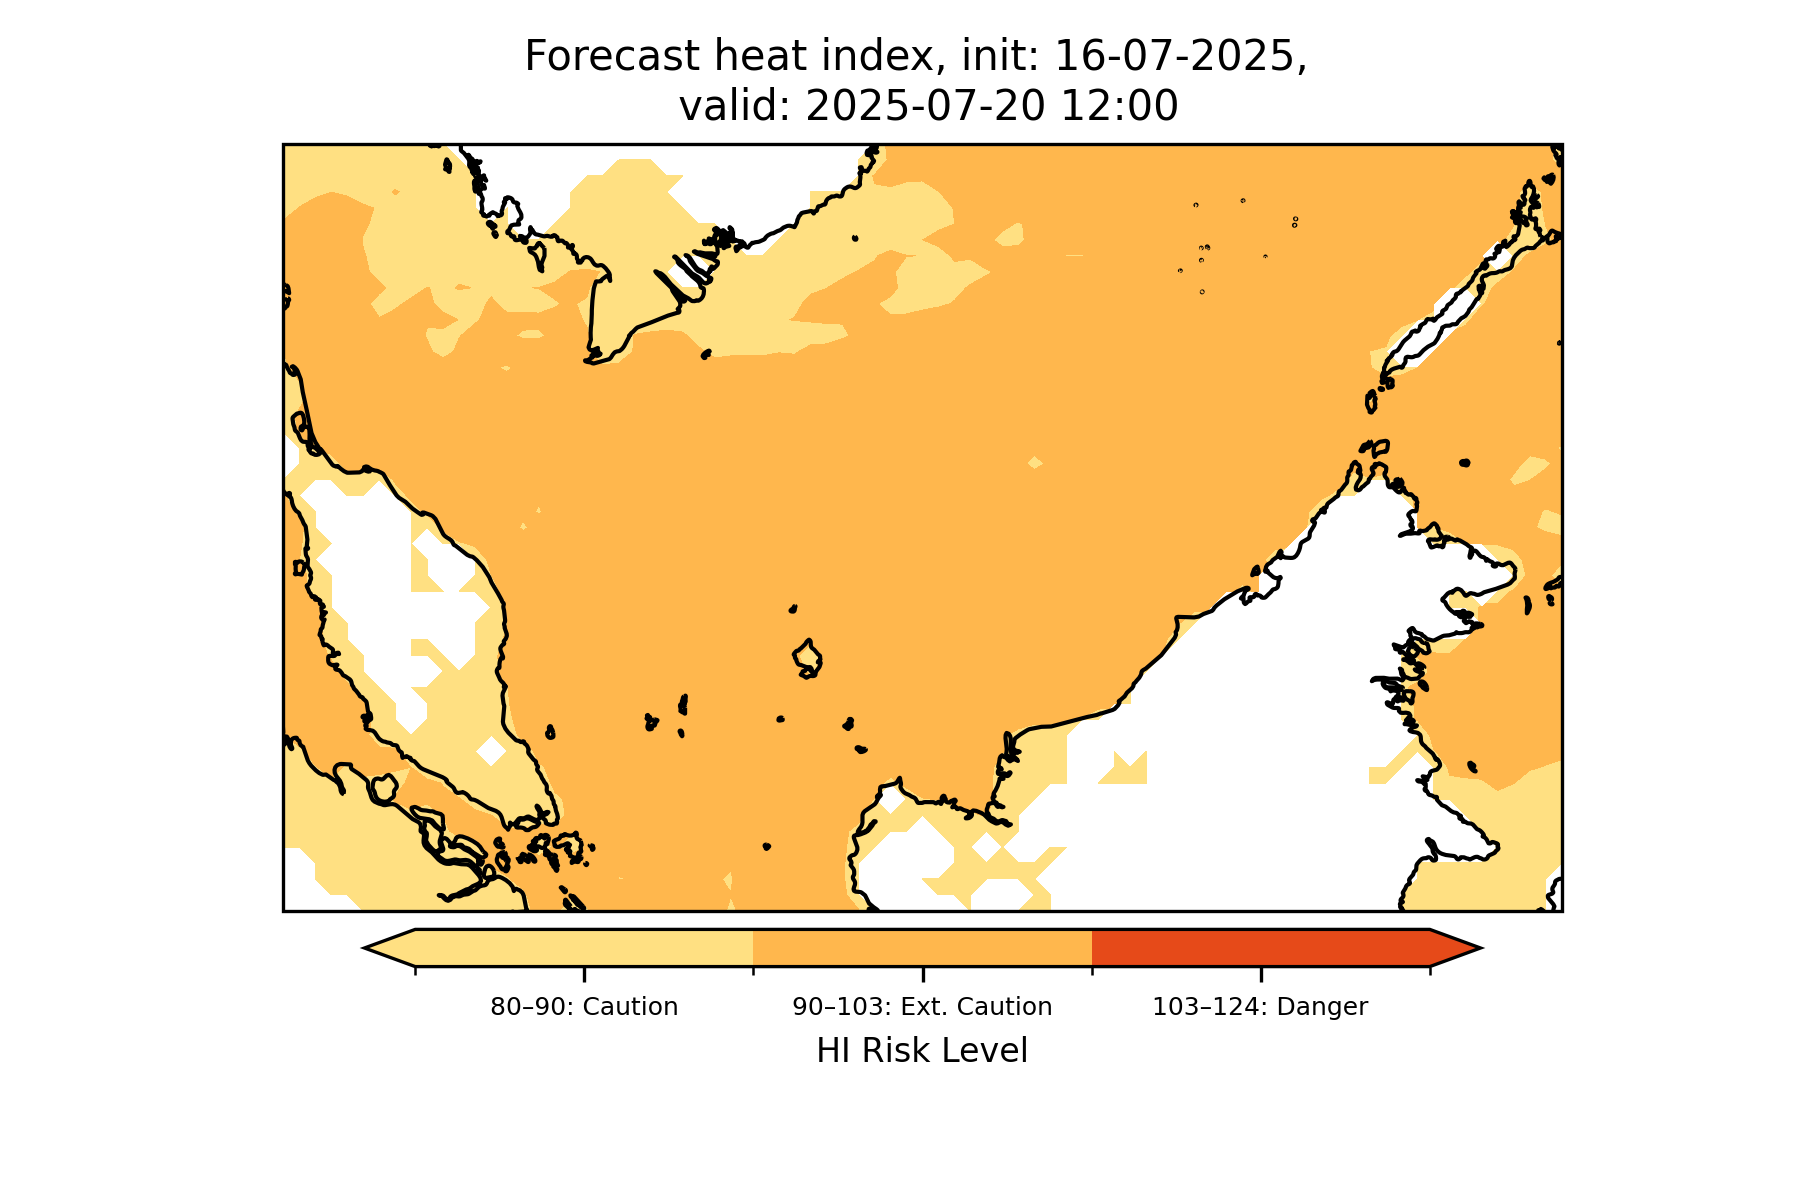 Forecast heat index, init: 16-07-2025,
valid: 2025-07-20 12:00
80–90: Caution
90–103: Ext. Caution
103–124: Danger
HI Risk Level